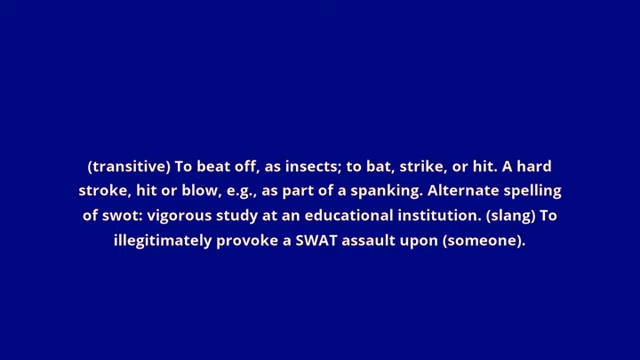 (transitive) To beat off, as insects; to bat, strike, or hit. A hard
stroke, hit or blow, e.g., as part of a spanking. Alternate spelling
of swot: vigorous study at an educational institution. (slang) To
illegitimately provoke a SWAT assault upon (someone).